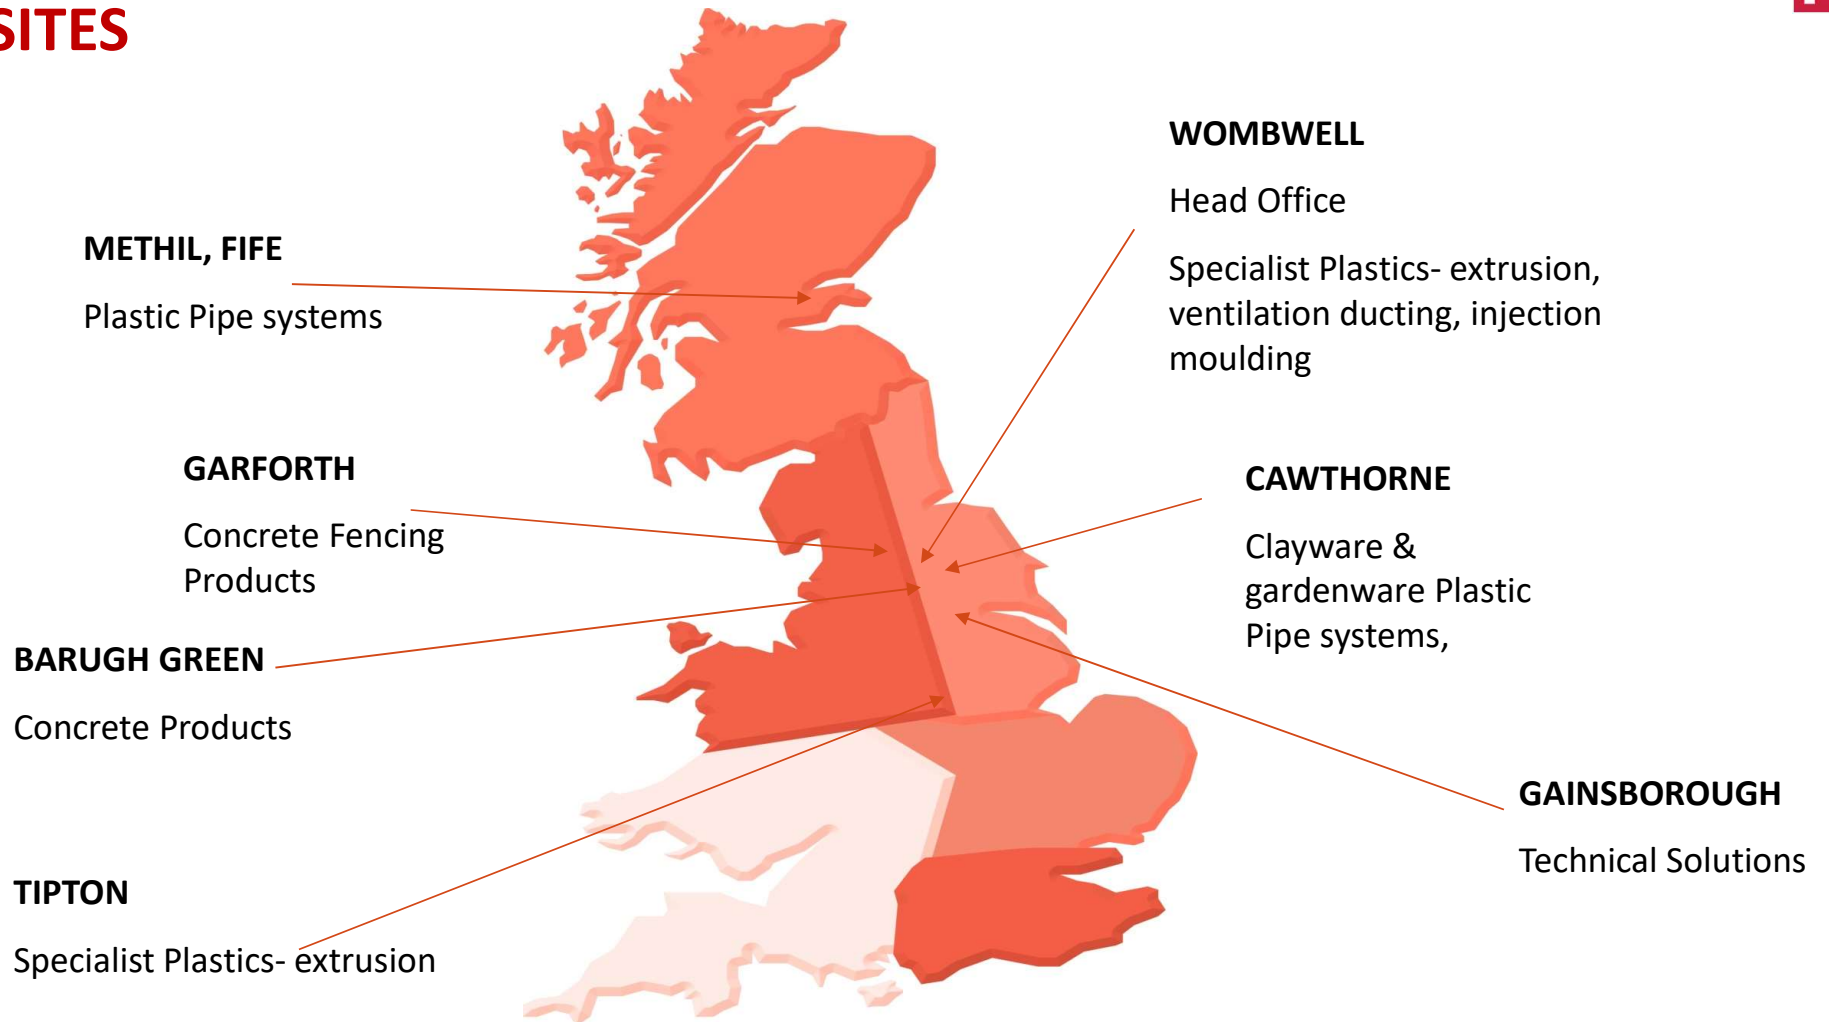 SITES
METHIL, FIFE
Plastic Pipe systems
GARFORTH
Concrete Fencing
Products
BARUGH GREEN
Concrete Products
TIPTON
Specialist Plastics- extrusion
WOMBWELL
Head Office
Specialist Plastics- extrusion,
ventilation ducting, injection
moulding
CAWTHORNE
Clayware &
gardenware Plastic
Pipe systems,
GAINSBOROUGH
Technical Solutions